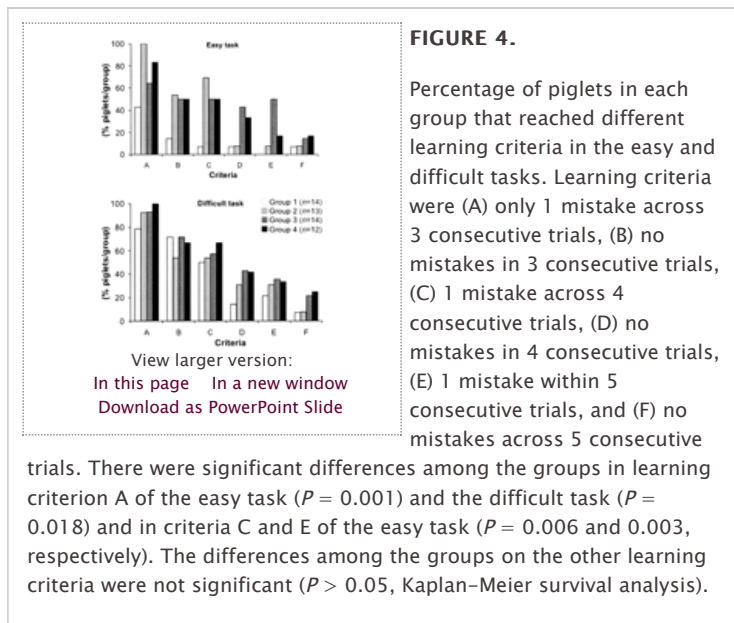 100
80
60
40
20
0
(% piglets/group)
Easy task
A B C D E F
Criteria
100
80
60
40
20
0
(% piglets/group)
Difficult task
Group 1 (n=14)
Group 2 (n=13)
Group 3 (n=14)
Group 4 (n=12)
A B C D E F
Criteria
View larger version:
In this page In a new window
Download as PowerPoint Slide
FIGURE 4.
Percentage of piglets in each
group that reached different
learning criteria in the easy and
difficult tasks. Learning criteria
were (A) only 1 mistake across
3 consecutive trials, (B) no
mistakes in 3 consecutive trials,
(C) 1 mistake across 4
consecutive trials, (D) no
mistakes in 4 consecutive trials,
(E) 1 mistake within 5
consecutive trials, and (F) no
mistakes across 5 consecutive
trials. There were significant differences among the groups in learning
criterion A of the easy task (P = 0.001) and the difficult task (P =
0.018) and in criteria C and E of the easy task (P = 0.006 and 0.003,
respectively). The differences among the groups on the other learning
criteria were not significant (P > 0.05, Kaplan–Meier survival analysis).